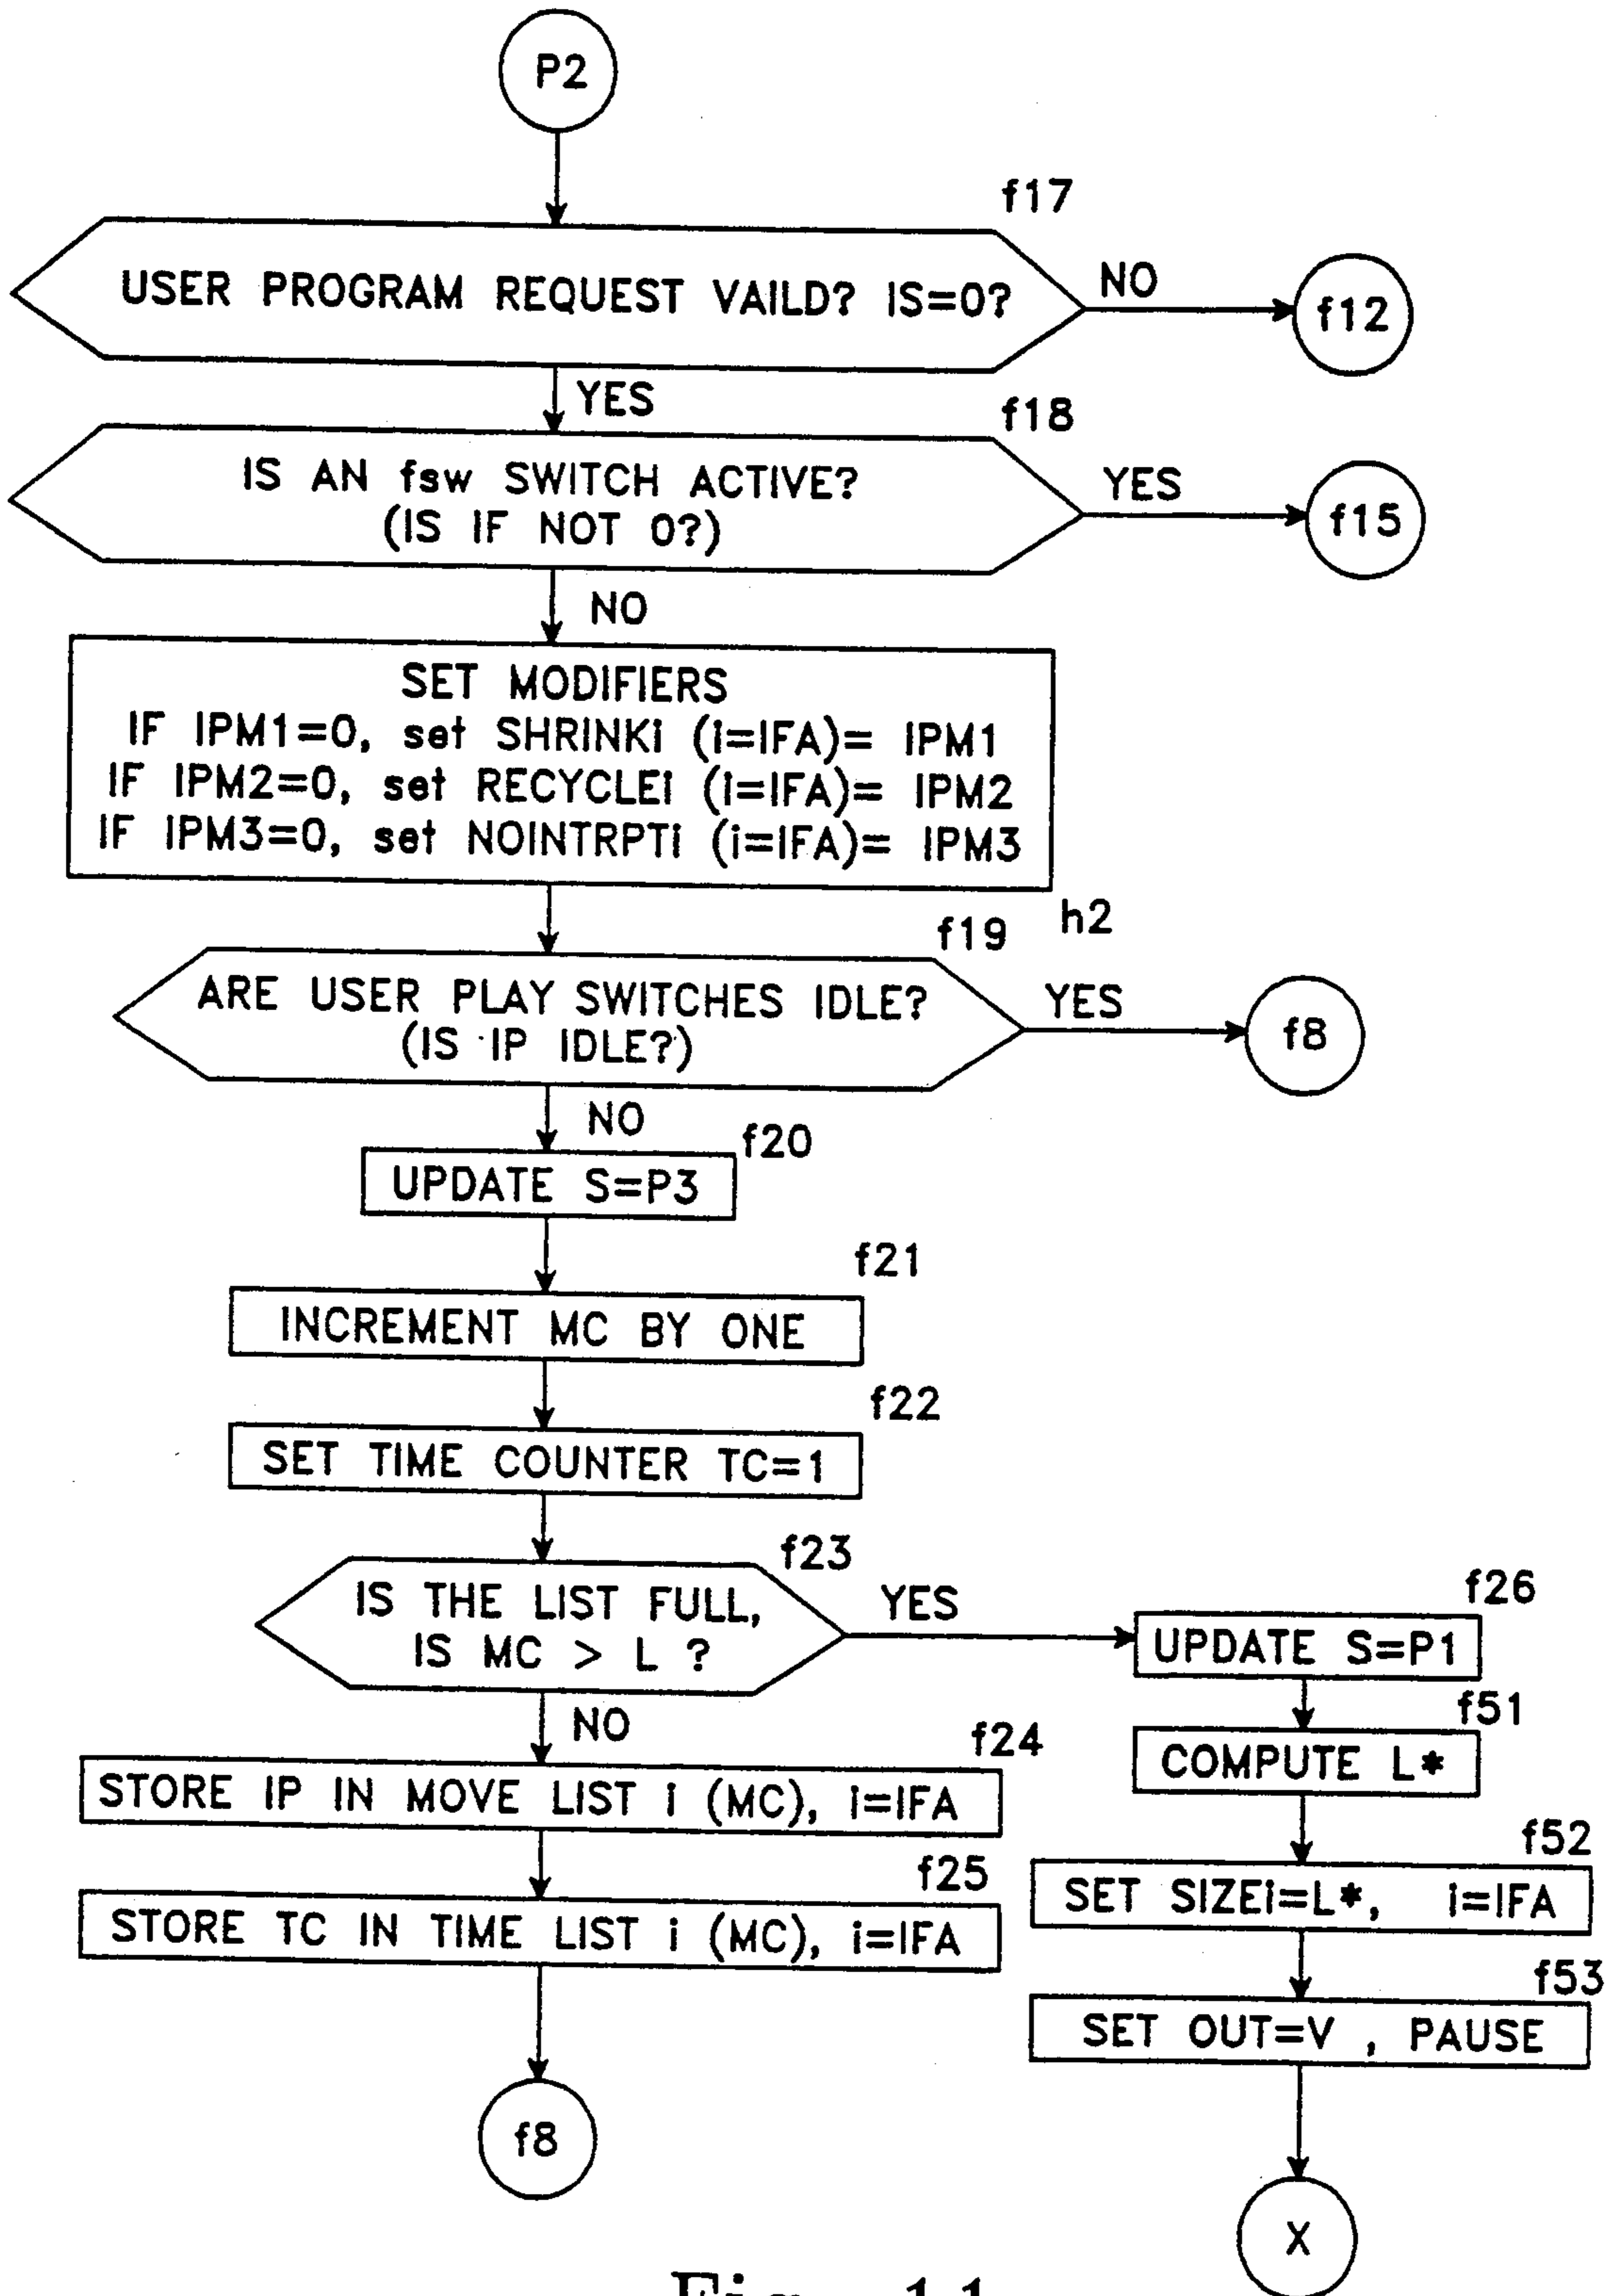 P2
f17
USER PROGRAM REQUEST VAILD? IS=0?
NO
f12
YES
f18
IS AN fsw SWITCH ACTIVE?
(IS IF NOT 0?)
YES
f15
NO
SET MODIFIERS
IF IPM1=0, set SHRINKi (i=IFA)= IPM1
IF IPM2=0, set RECYCLEi (i=IFA)= IPM2
IF IPM3=0, set NOINTRPTi (i=IFA)= IPM3
h2
f19
ARE USER PLAY SWITCHES IDLE?
(IS IP IDLE?)
YES
f8
NO
f20
UPDATE S=P3
f21
INCREMENT MC BY ONE
f22
SET TIME COUNTER TC=1
f23
IS THE LIST FULL,
IS MC > L ?
YES
f26
UPDATE S=P1
NO
f51
COMPUTE L*
f24
STORE IP IN MOVE LIST i (MC), i=IFA
f52
SET SIZEi=L*, i=IFA
f25
STORE TC IN TIME LIST i (MC), i=IFA
f53
SET OUT=V , PAUSE
f8
X
Fig. 11